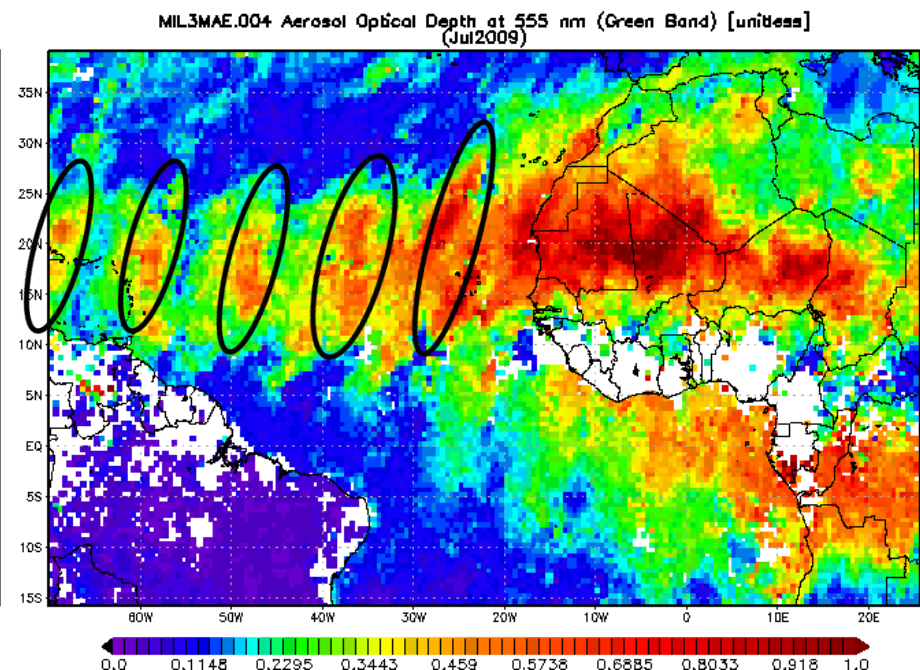 MIL3MAE.004 Aerosol Optical Depth at 555 nm (Green Band) [unitless]
(Jul2009)
35N
30N
25N
20N
15N
10N
5N
EQ
5S
10S
15S
60W 50W 40W 30W 20W 10W 0 10E 20E
0.0 0.1148 0.2295 0.3443 0.459 0.5738 0.6885 0.8033 0.918 1.0